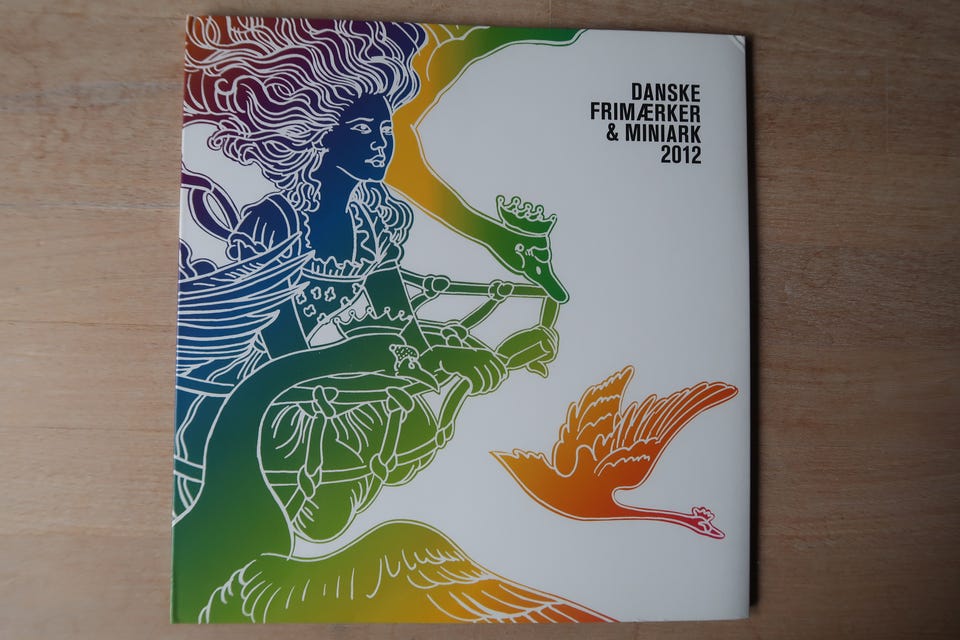 DANSKE
FRIMÆRKER
& MINIARK
2012